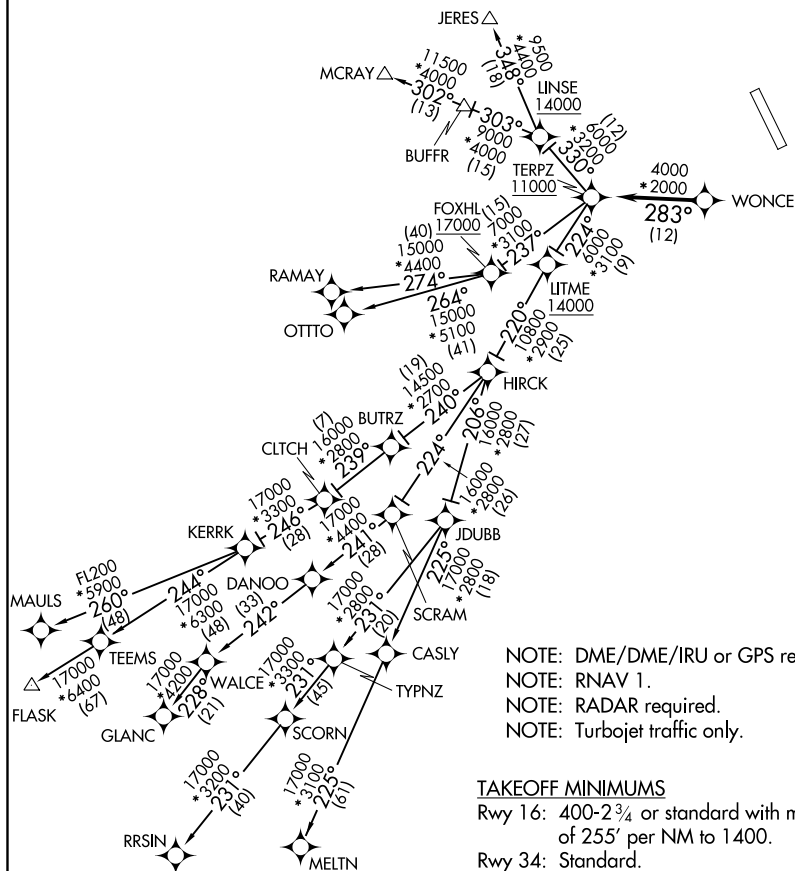 JERES
9500
*4400
348°
(18)
MCRAY
11500
*4000
302°
(13)
BUFFR
303°
9000
*4000
(15)
LINSE
14000
(12)
6000
*3200
330°
TERPZ
11000
4000
*2000
283°
(12)
WONCE
FOXHL
17000
(15)
7000
*3100
237°
224°
6000
*3100
(9)
LITME
14000
(40)
15000
*4400
274°
RAMAY
OTTTO
264°
15000
*5100
(41)
220°
10800
*2900
(25)
HIRCK
(19)
14500
*2700
240°
BUTRZ
206°
16000
*2800
(27)
224°
16000
*2800
(26)
CLTCH
(7)
16000
*2800
239°
17000
*3300
246°
(28)
KERRK
17000
*4400
241°
(28)
SCRAM
JDUBB
DANOO
FL200
*5900
260°
(48)
MAULS
244°
17000
*6300
(48)
TEEMS
(33)
242°
225°
17000
*2800
(18)
17000
*2800
231°
(20)
CASLY
TYPNZ
17000
*6400
(67)
FLASK
17000
*4200
228°
(21)
WALCE
GLANC
17000
*3300
231°
(45)
SCORN
17000
*3200
231°
(40)
RRSIN
17000
*3100
225°
(61)
MELTN
NOTE: DME/DME/IRU or GPS re
NOTE: RNAV 1.
NOTE: RADAR required.
NOTE: Turbojet traffic only.
TAKEOFF MINIMUMS
Rwy 16: 400-2¾ or standard with m
of 255' per NM to 1400.
Rwy 34: Standard.